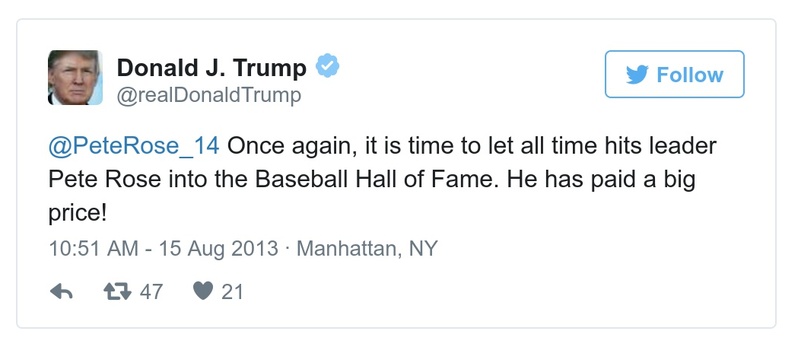 Donald J. Trump
@realDonaldTrump
Follow
@PeteRose_14 Once again, it is time to let all time hits leader
Pete Rose into the Baseball Hall of Fame. He has paid a big
price!
10:51 AM - 15 Aug 2013 · Manhattan, NY
47 21